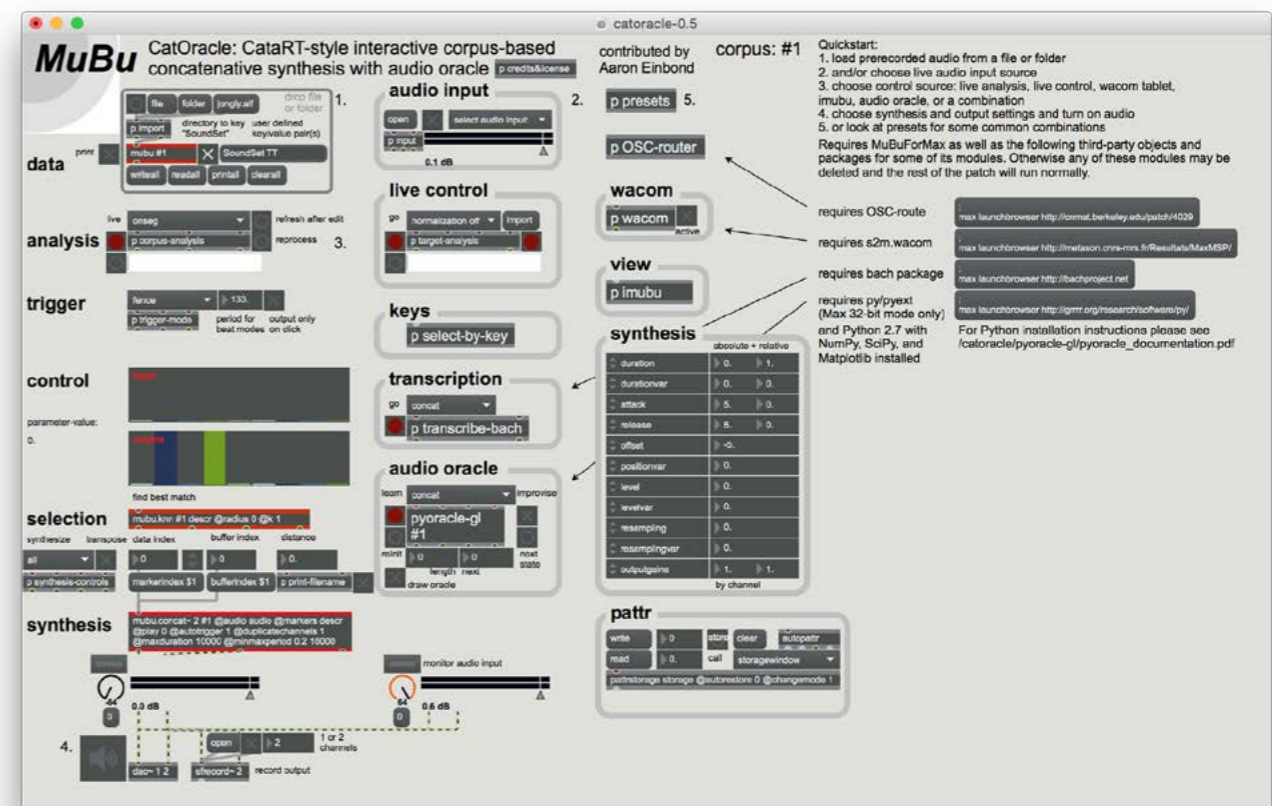 catoracle-0.5
MuBu
CatOracle: CataRT-style interactive corpus-based
concatenative synthesis with audio oracle
p credits&license
contributed by
Aaron Einbond
corpus: #1
Quickstart:
1. load prerecorded audio from a file or folder
2. and/or choose live audio input source
3. choose control source: live analysis, live control, wacom tablet,
imubu, audio oracle, or a combination
4. choose synthesis and output settings and turn on audio
5. or look at presets for some common combinations
Requires MuBuForMax as well as the following third-party objects and
packages for some of its modules. Otherwise any of these modules may be
deleted and the rest of the patch will run normally.
requires OSC-route
max launchbrowser http://cnmat.berkeley.edu/patch/4029
requires s2m.wacom
max launchbrowser http://metason.cnrs-mrs.fr/Resultats/MaxMSP/
requires bach package
max launchbrowser http://bachproject.net
requires py/pyext
(Max 32-bit mode only)
max launchbrowser http://grrrr.org/research/software/py/
and Python 2.7 with
NumPy, SciPy, and
Matplotlib installed
For Python installation instructions please see
/catoracle/pyoracle-gl/pyoracle_documentation.pdf
data
print
file folder jongly.aif
drop file
or folder
1.
p import
directory to key
"SoundSet"
user defined
key/value pair(s)
mubu #1
SoundSet TT
writeall readall printall clearall
analysis
live
onseg
refresh after edit
p corpus-analysis
reprocess
3.
trigger
fence
133.
p trigger-mode
period for
beat modes
output only
on click
control
parameter-value:
0.
find best match
selection
mubu.knn #1 descr @radius 0 @k 1
synthesize transpose data index buffer index distance
all
0
0
0.
p synthesis-controls
markerindex $1
bufferindex $1
p print-filename
synthesis
mubu.concat~ 2 #1 @audio audio @markers descr
@play 0 @autotrigger 1 @duplicatechannels 1
@maxduration 10000 @minmaxperiod 0.2 10000
-64
0.0 dB
0
monitor audio input
64
0.6 dB
0
4.
open
2
1 or 2
channels
dac~ 1 2
sfrecord~ 2
record output
audio input
2.
open
select audio input
p input
0.1 dB
live control
go
normalization off
import
p target-analysis
keys
p select-by-key
transcription
go
concat
p transcribe-bach
audio oracle
learn
concat
improvise
pyoracle-gl
#1
reinit
0
0
length next
next
state
draw oracle
p presets
5.
p OSC-router
wacom
p wacom
active
view
p imubu
synthesis
absolute + relative
duration 0. 1.
durationvar 0. 0.
attack 5. 0.
release 5. 0.
offset -0.
positionvar 0.
level 0.
levelvar 0.
resampling 0.
resamplingvar 0.
outputgains 1. 1.
by channel
pattr
write 0 store clear autopattr
read 0. call storagewindow
pattrstorage storage @autorestore 0 @changemode 1